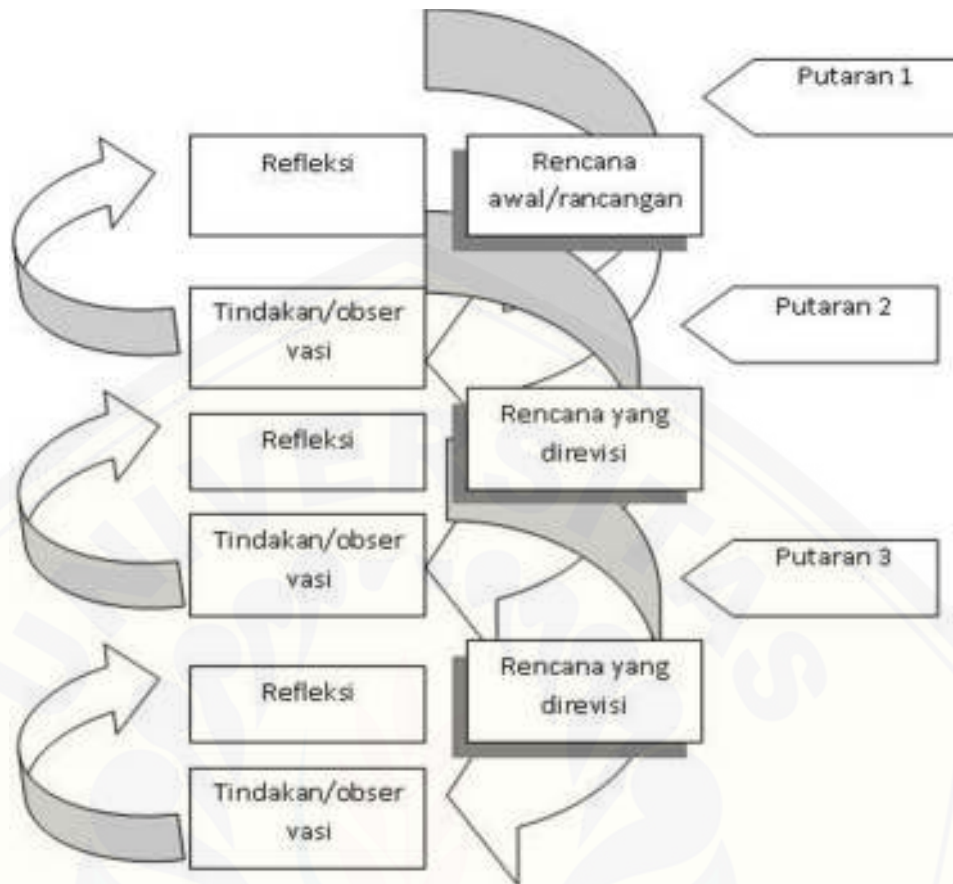 Putaran 1
Refleksi
Rencana
awal/rancangan
Tindakan/obser
vasi
Putaran 2
Refleksi
Rencana yang
direvisi
Tindakan/obser
vasi
Putaran 3
Refleksi
Rencana yang
direvisi
Tindakan/obser
vasi
UNIVERSITAS